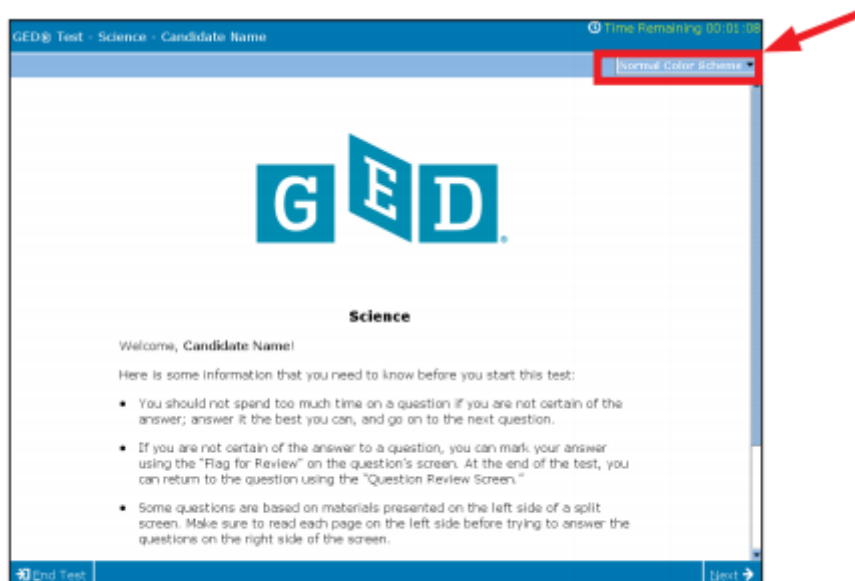 GED® Test - Science - Candidate Name
Time Remaining 00:01:08
Normal Color Scheme
GED®
Science
Welcome, Candidate Name!
Here is some information that you need to know before you start this test:
• You should not spend too much time on a question if you are not certain of the
answer; answer it the best you can, and go on to the next question.
• If you are not certain of the answer to a question, you can mark your answer
using the "Flag for Review" on the question's screen. At the end of the test, you
can return to the question using the "Question Review Screen."
• Some questions are based on materials presented on the left side of a split
screen. Make sure to read each page on the left side before trying to answer the
questions on the right side of the screen.
End Test
Next